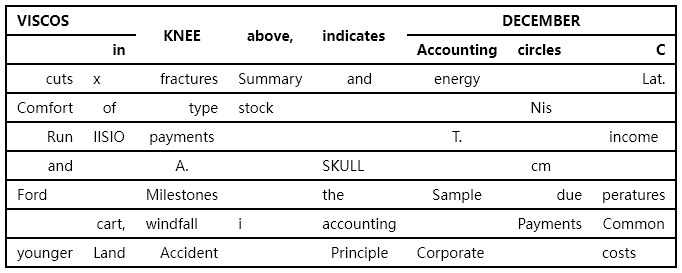 VISCOS KNEE above, indicates DECEMBER
in Accounting circles C
cuts x fractures Summary and energy Lat.
Comfort of type stock Nis
Run IISIO payments T. income
and A. SKULL cm
Ford Milestones the Sample due peratures
cart, windfall i accounting Payments Common
younger Land Accident Principle Corporate costs